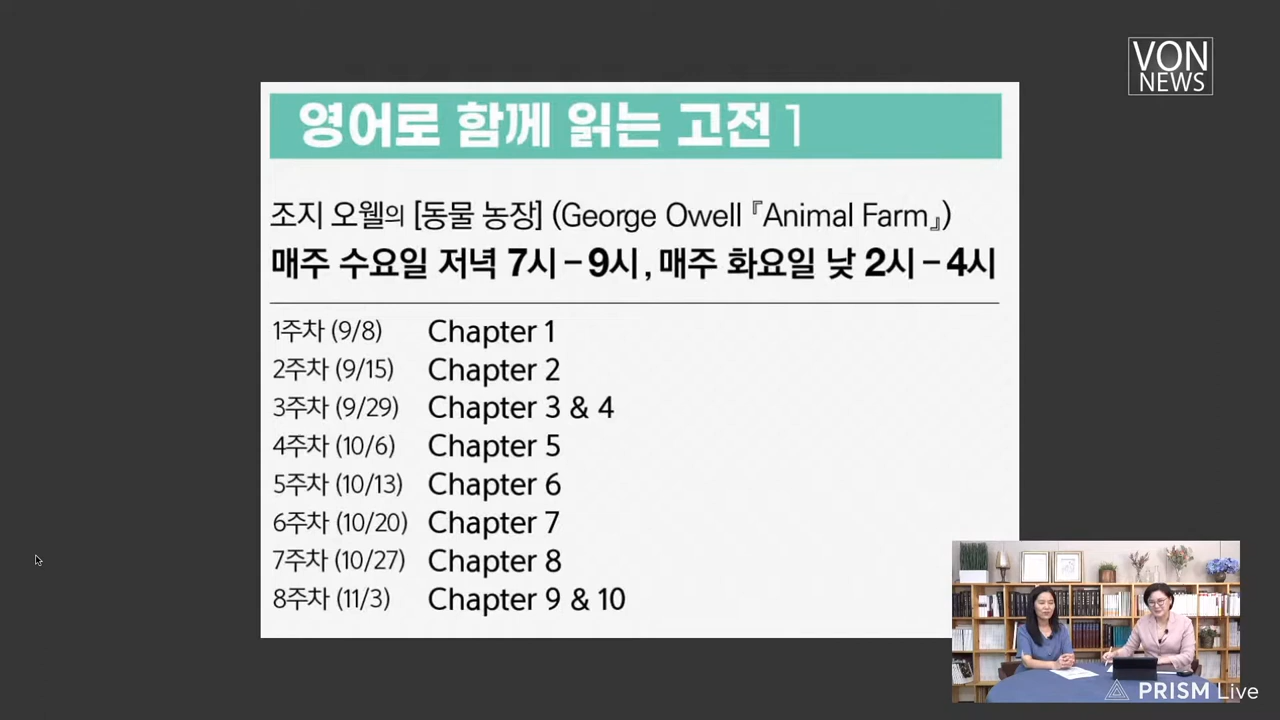 VON
NEWS
영어로 함께 읽는 고전 1
조지 오웰의 [동물 농장] (George Owell 『Animal Farm』)
매주 수요일 저녁 7시 – 9시, 매주 화요일 낮 2시 – 4시
1주차 (9/8) Chapter 1
2주차 (9/15) Chapter 2
3주차 (9/29) Chapter 3 & 4
4주차 (10/6) Chapter 5
5주차 (10/13) Chapter 6
6주차 (10/20) Chapter 7
7주차 (10/27) Chapter 8
8주차 (11/3) Chapter 9 & 10
PRISM Live